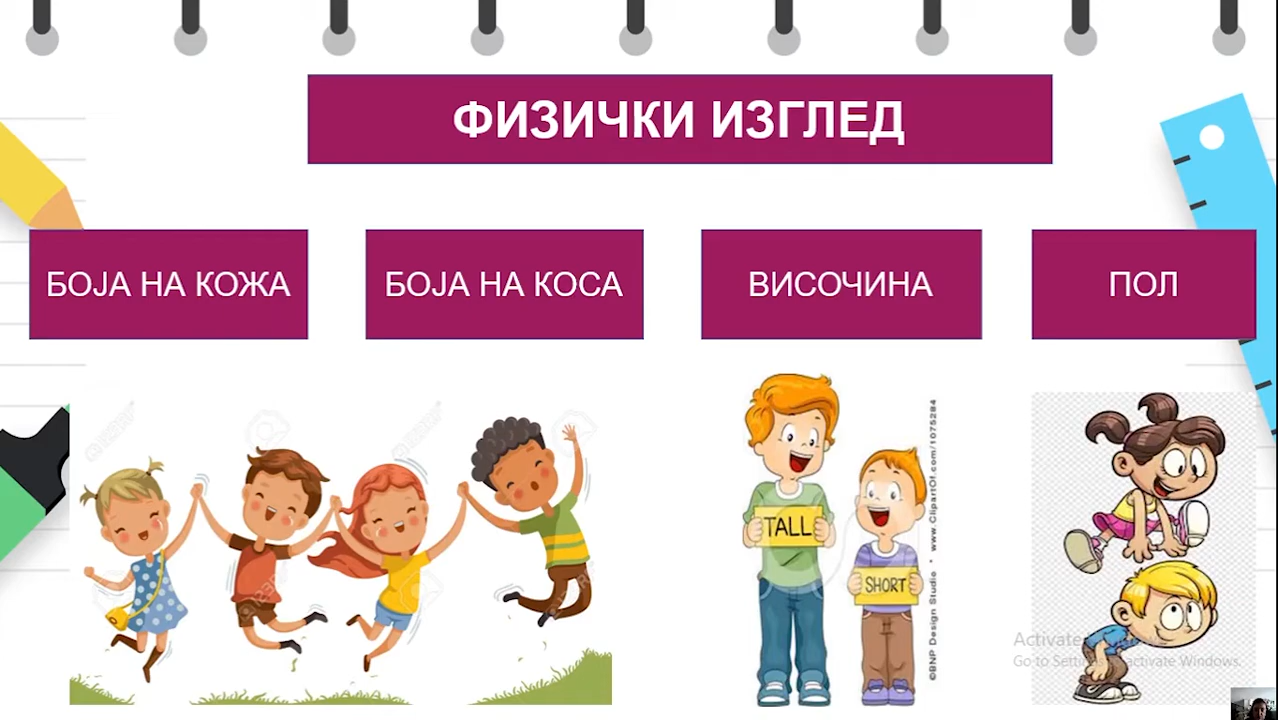 ФИЗИЧКИ ИЗГЛЕД
БОЈА НА КОЖА
БОЈА НА КОСА
ВИСОЧИНА
ПОЛ
TALL
SHORT
©BNP Design Studio * www.ClipartOf.com/1075284
Activate Windows
Go to Settings to activate Windows.